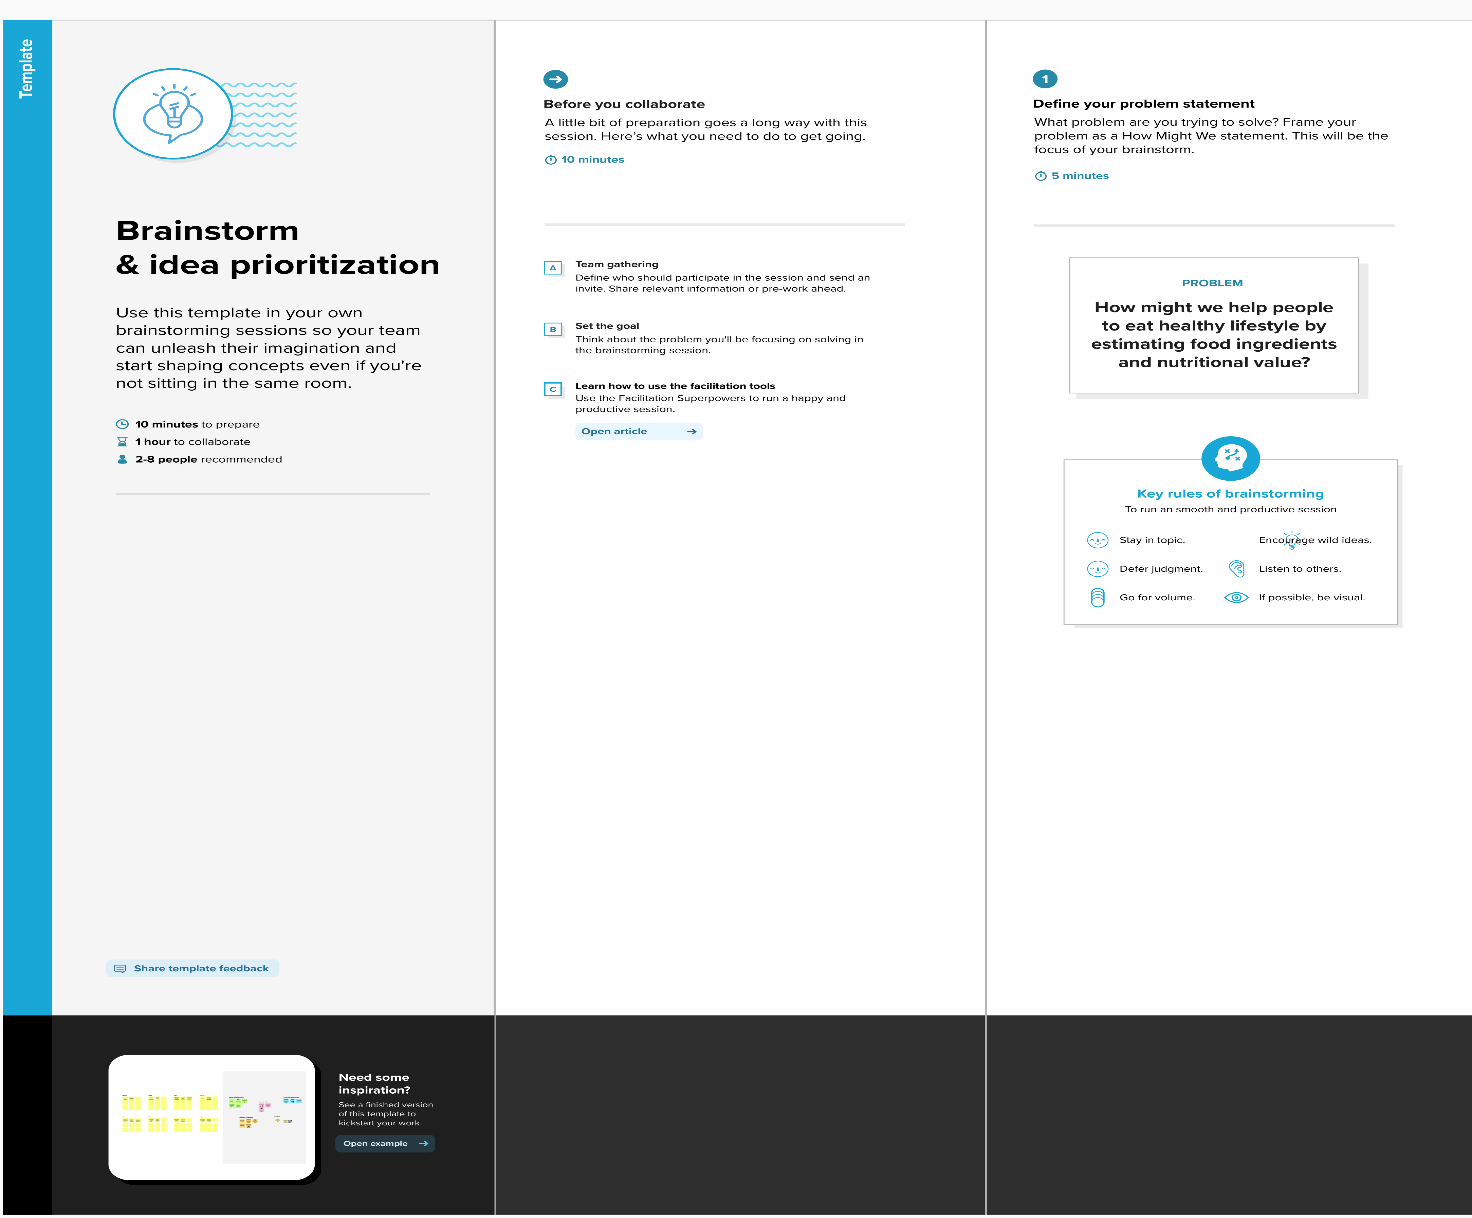 Template
Brainstorm
& idea prioritization
Use this template in your own
brainstorming sessions so your team
can unleash their imagination and
start shaping concepts even if you're
not sitting in the same room.
10 minutes to prepare
1 hour to collaborate
2-8 people recommended
Share template feedback
Need some
inspiration?
See a finished version
of this template to
kickstart your work.
Open example
Before you collaborate
A little bit of preparation goes a long way with this
session. Here's what you need to do to get going.
10 minutes
A
Team gathering
Define who should participate in the session and send an
invite. Share relevant information or pre-work ahead.
B
Set the goal
Think about the problem you'll be focusing on solving in
the brainstorming session.
C
Learn how to use the facilitation tools
Use the Facilitation Superpowers to run a happy and
productive session.
Open article
1
Define your problem statement
What problem are you trying to solve? Frame your
problem as a How Might We statement. This will be the
focus of your brainstorm.
5 minutes
PROBLEM
How might we help people
to eat healthy lifestyle by
estimating food ingredients
and nutritional value?
Key rules of brainstorming
To run an smooth and productive session
Stay in topic.
Encourage wild ideas.
Defer judgment.
Listen to others.
Go for volume.
If possible, be visual.